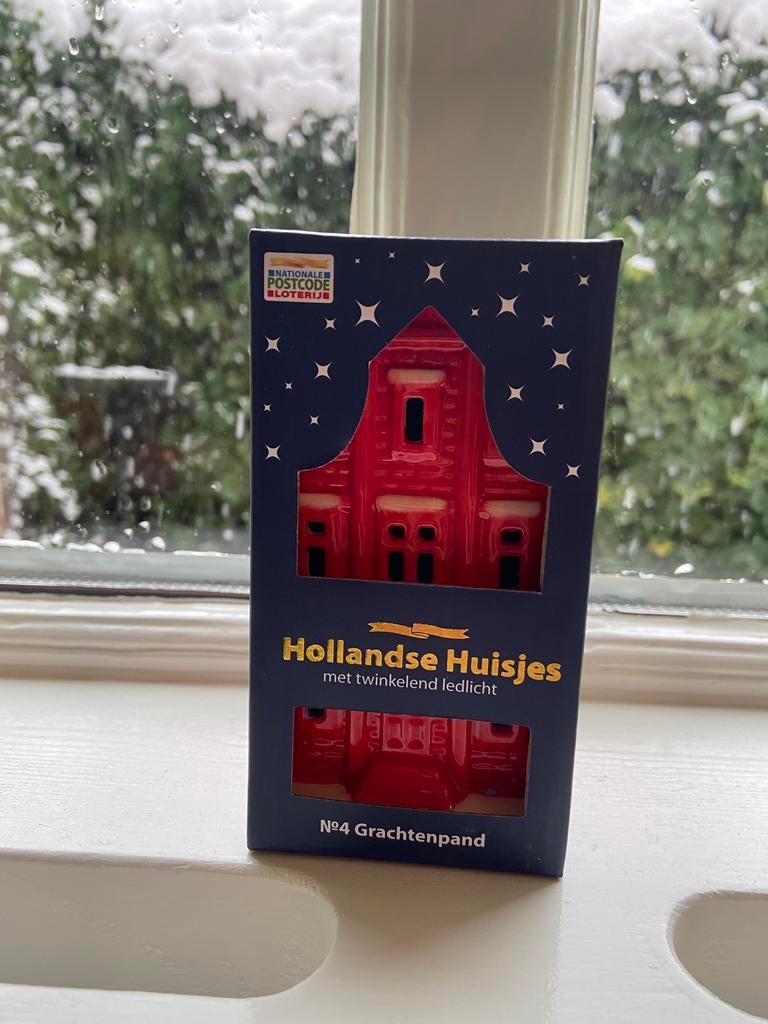 NATIONALE
POSTCODE
LOTERIJ
Hollandse Huisjes
met twinkelend ledlicht
Nº4 Grachtenpand